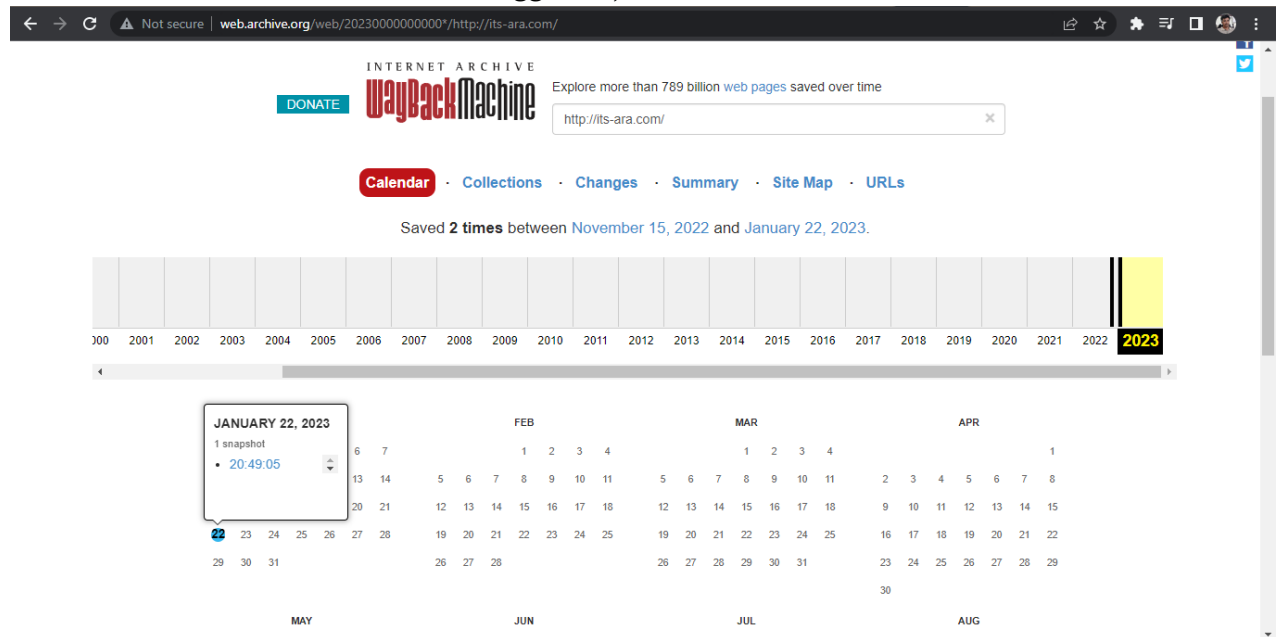 Not secure | web.archive.org/web/20230000000000*/http://its-ara.com/
INTERNET ARCHIVE
WayBackMachine
DONATE
Explore more than 789 billion web pages saved over time
http://its-ara.com/ ×
Calendar · Collections · Changes · Summary · Site Map · URLs
Saved 2 times between November 15, 2022 and January 22, 2023.
2001 2002 2003 2004 2005 2006 2007 2008 2009 2010 2011 2012 2013 2014 2015 2016 2017 2018 2019 2020 2021 2022 2023
JANUARY 22, 2023
1 snapshot
• 20:49:05
6 7
13 14
20 21
22 23 24 25 26 27 28
29 30 31
FEB
1 2 3 4
5 6 7 8 9 10 11
12 13 14 15 16 17 18
19 20 21 22 23 24 25
26 27 28
MAR
1 2 3 4
5 6 7 8 9 10 11
12 13 14 15 16 17 18
19 20 21 22 23 24 25
26 27 28 29 30 31
APR
1
2 3 4 5 6 7 8
9 10 11 12 13 14 15
16 17 18 19 20 21 22
23 24 25 26 27 28 29
30
MAY JUN JUL AUG